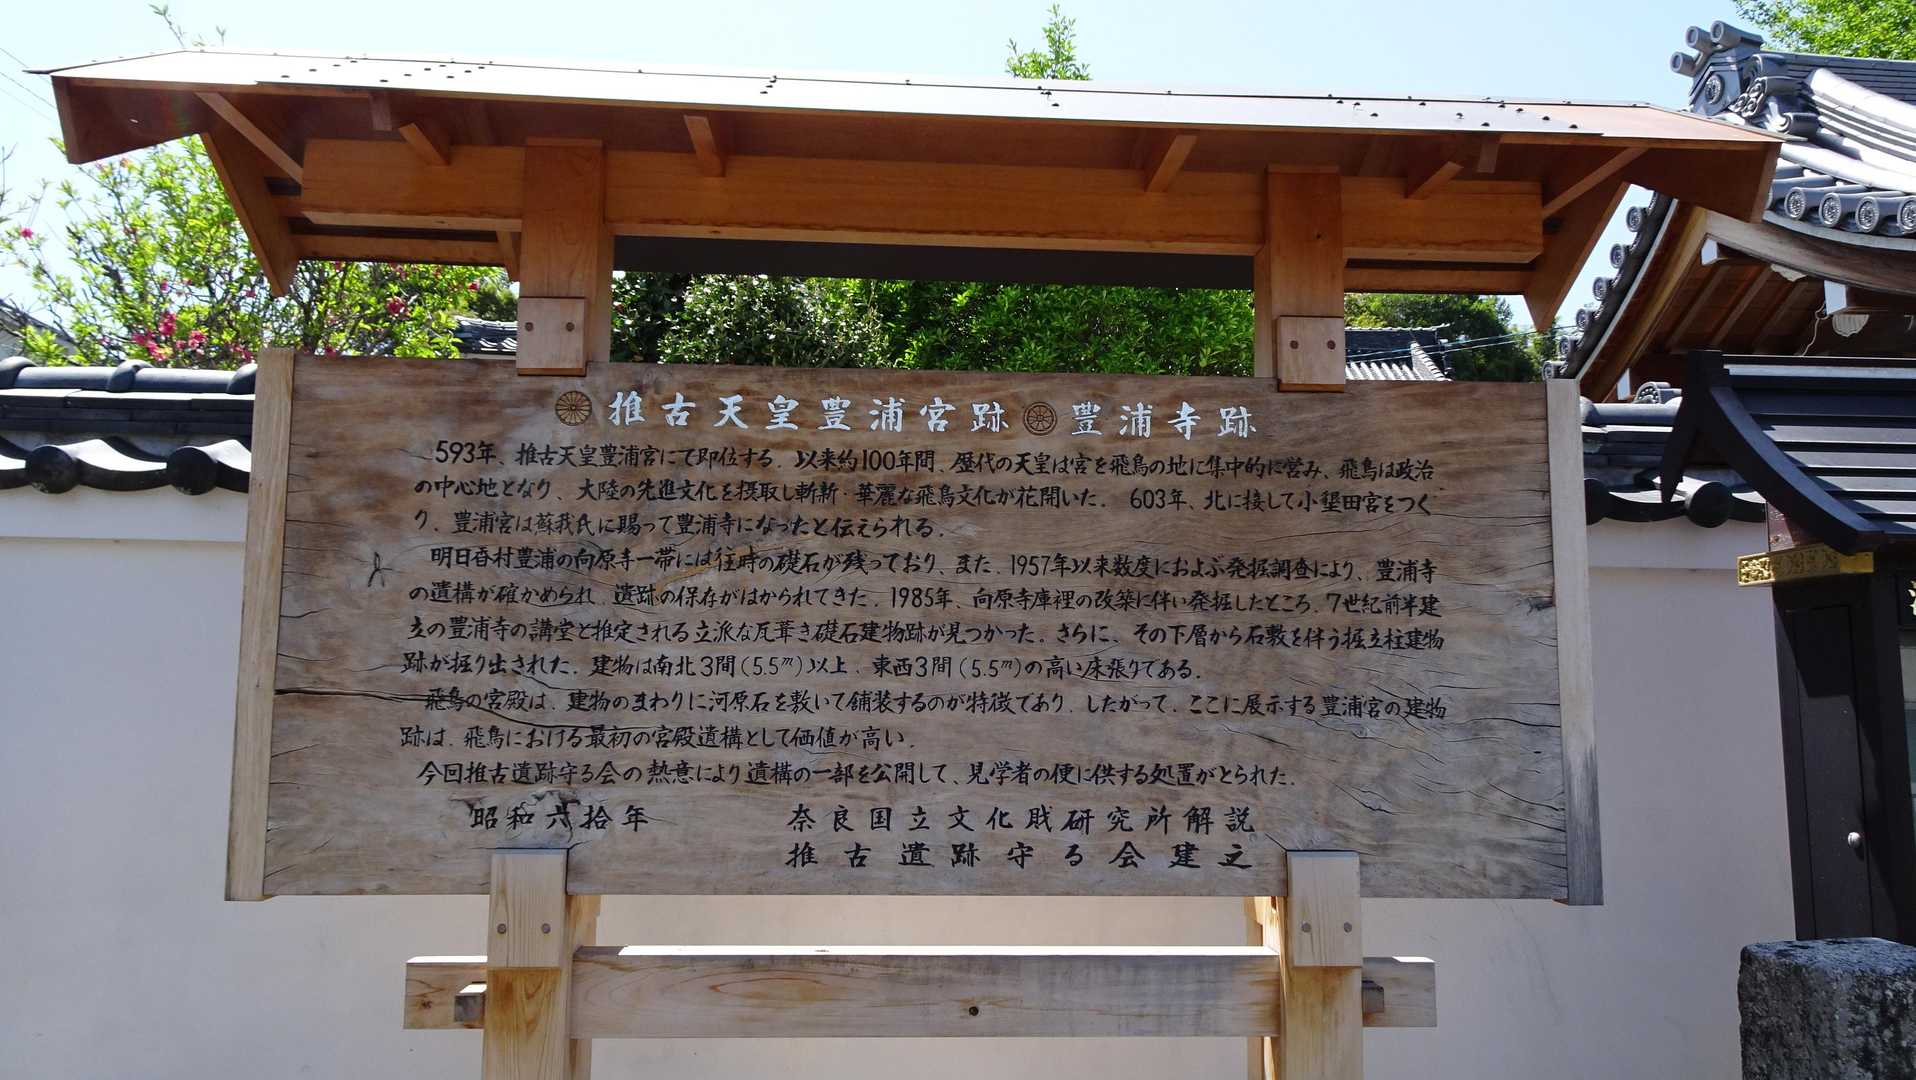 推古天皇豊浦宮跡 豊浦寺跡
593年、推古天皇豊浦宮にて即位する。以来約100年間、歴代の天皇は宮を飛鳥の地に集中的に営み、飛鳥は政治
の中心地となり、大陸の先進文化を摂取し斬新・華麗な飛鳥文化が花開いた。603年、北に接して小墾田宮をつく
り、豊浦宮は蘇我氏に賜って豊浦寺になったと伝えられる。
明日香村豊浦の向原寺一帯には往時の礎石が残っており、また、1957年以来数度におよぶ発掘調査により、豊浦寺
の遺構が確かめられ、遺跡の保存がはかられてきた。1985年、向原寺庫裡の改築に伴い発掘したところ、7世紀前半建
立の豊浦寺の講堂と推定される立派な瓦葺き礎石建物跡が見つかった。さらに、その下層から石敷を伴う掘立柱建物
跡が掘り出された。建物は南北3間(5.5m)以上、東西3間(5.5m)の高い床張りである。
飛鳥の宮殿は、建物のまわりに河原石を敷いて舗装するのが特徴であり、したがって、ここに展示する豊浦宮の建物
跡は、飛鳥における最初の宮殿遺構として価値が高い。
今回推古遺跡守る会の熱意により遺構の一部を公開して、見学者の便に供する処置がとられた。
昭和六拾年 奈良国立文化財研究所解説
推古遺跡守る会建立